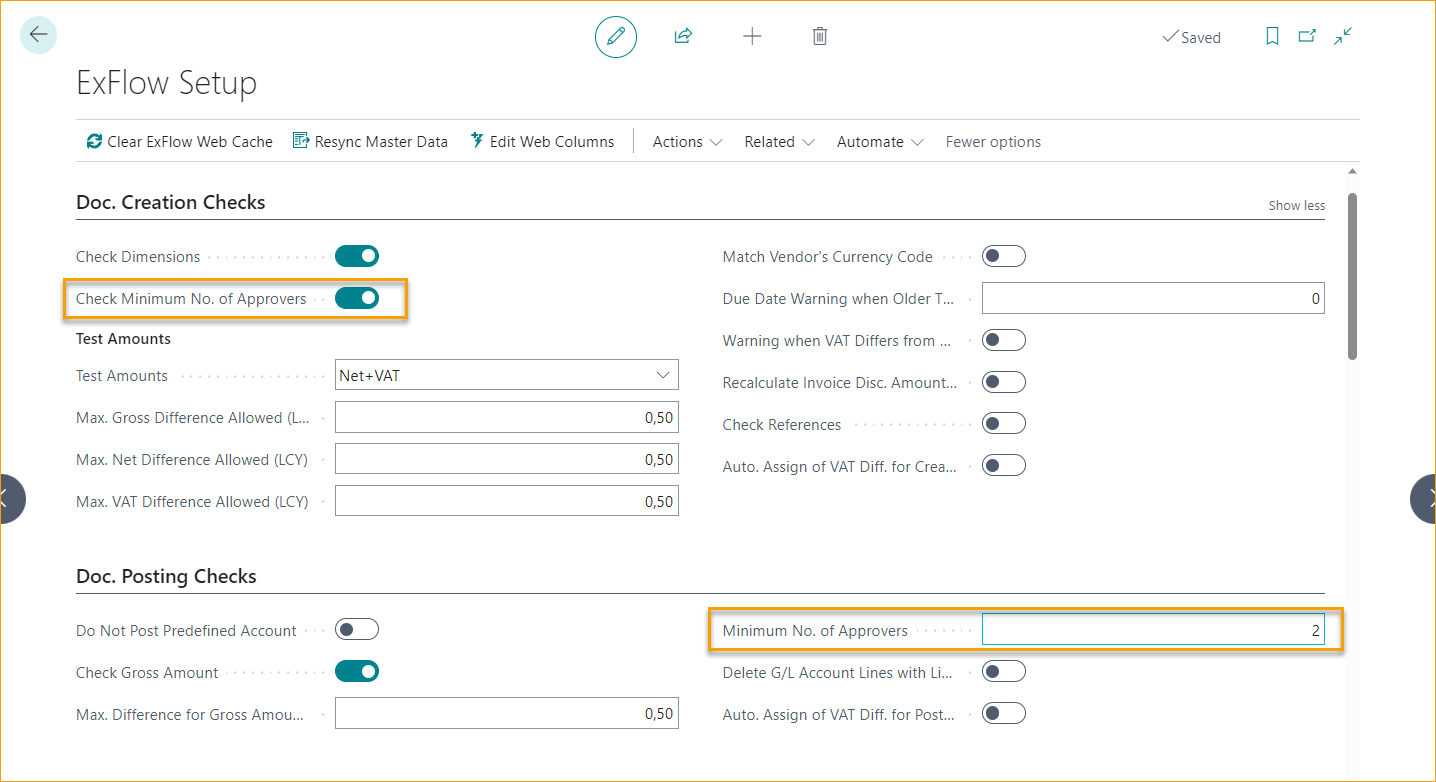 Saved
ExFlow Setup
Clear ExFlow Web Cache Resync Master Data Edit Web Columns Actions Related Automate Fewer options
Doc. Creation Checks Show less
Check Dimensions
Check Minimum No. of Approvers
Test Amounts
Test Amounts Net+VAT
Max. Gross Difference Allowed (L... 0,50
Max. Net Difference Allowed (LCY) 0,50
Max. VAT Difference Allowed (LCY) 0,50
Match Vendor's Currency Code
Due Date Warning when Older T... 0
Warning when VAT Differs from ...
Recalculate Invoice Disc. Amount...
Check References
Auto. Assign of VAT Diff. for Crea...
Doc. Posting Checks
Do Not Post Predefined Account
Check Gross Amount
Max. Difference for Gross Amou... 0,50
Minimum No. of Approvers 2
Delete G/L Account Lines with Li...
Auto. Assign of VAT Diff. for Post...